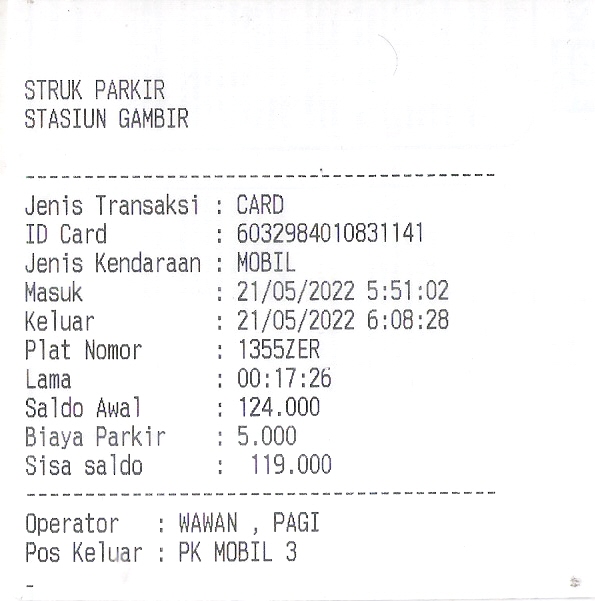 STRUK PARKIR
STASIUN GAMBIR
----------------------------------------
Jenis Transaksi : CARD
ID Card : 6032984010831141
Jenis Kendaraan : MOBIL
Masuk : 21/05/2022 5:51:02
Keluar : 21/05/2022 6:08:28
Plat Nomor : 1355ZER
Lama : 00:17:26
Saldo Awal : 124.000
Biaya Parkir : 5.000
Sisa saldo : 119.000
----------------------------------------
Operator : WAWAN , PAGI
Pos Keluar : PK MOBIL 3
-